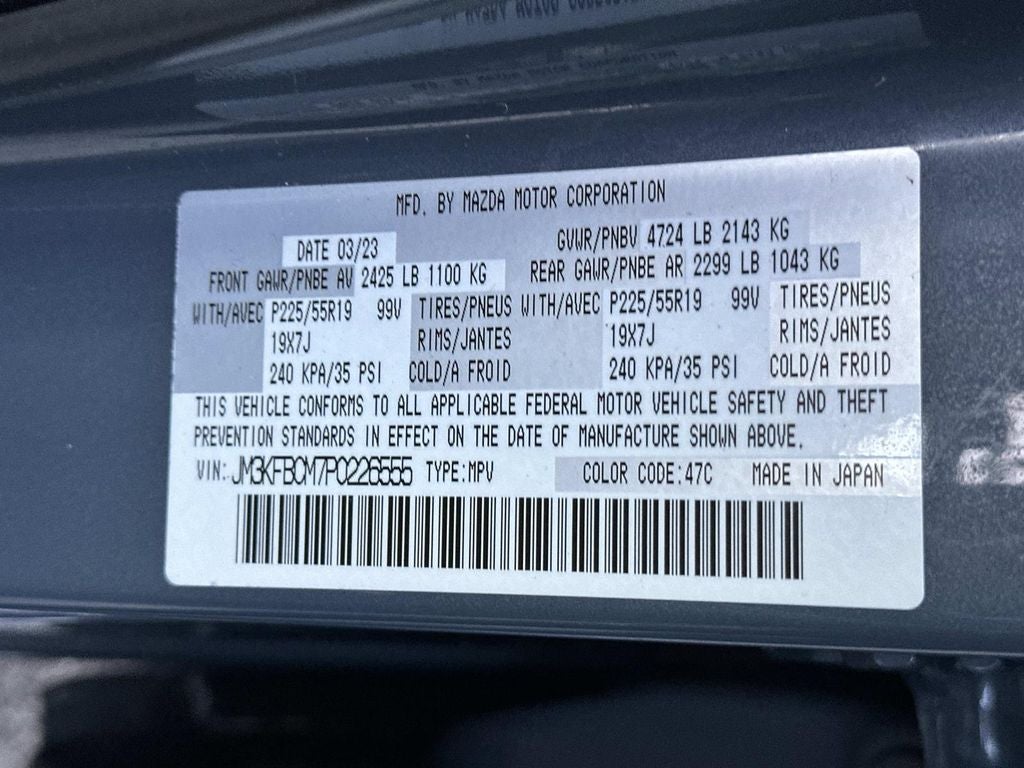 MFD. BY MAZDA MOTOR CORPORATION
DATE 03/23 GVWR/PNBV 4724 LB 2143 KG
FRONT GAWR/PNBE AV 2425 LB 1100 KG REAR GAWR/PNBE AR 2299 LB 1043 KG
WITH/AVEC P225/55R19 99V TIRES/PNEUS WITH/AVEC P225/55R19 99V TIRES/PNEUS
19X7J RIMS/JANTES 19X7J RIMS/JANTES
240 KPA/35 PSI COLD/A FROID 240 KPA/35 PSI COLD/A FROID
THIS VEHICLE CONFORMS TO ALL APPLICABLE FEDERAL MOTOR VEHICLE SAFETY AND THEFT
PREVENTION STANDARDS IN EFFECT ON THE DATE OF MANUFACTURE SHOWN ABOVE.
VIN: JM3KFBCM7P0226555 TYPE:MPV COLOR CODE:47C MADE IN JAPAN